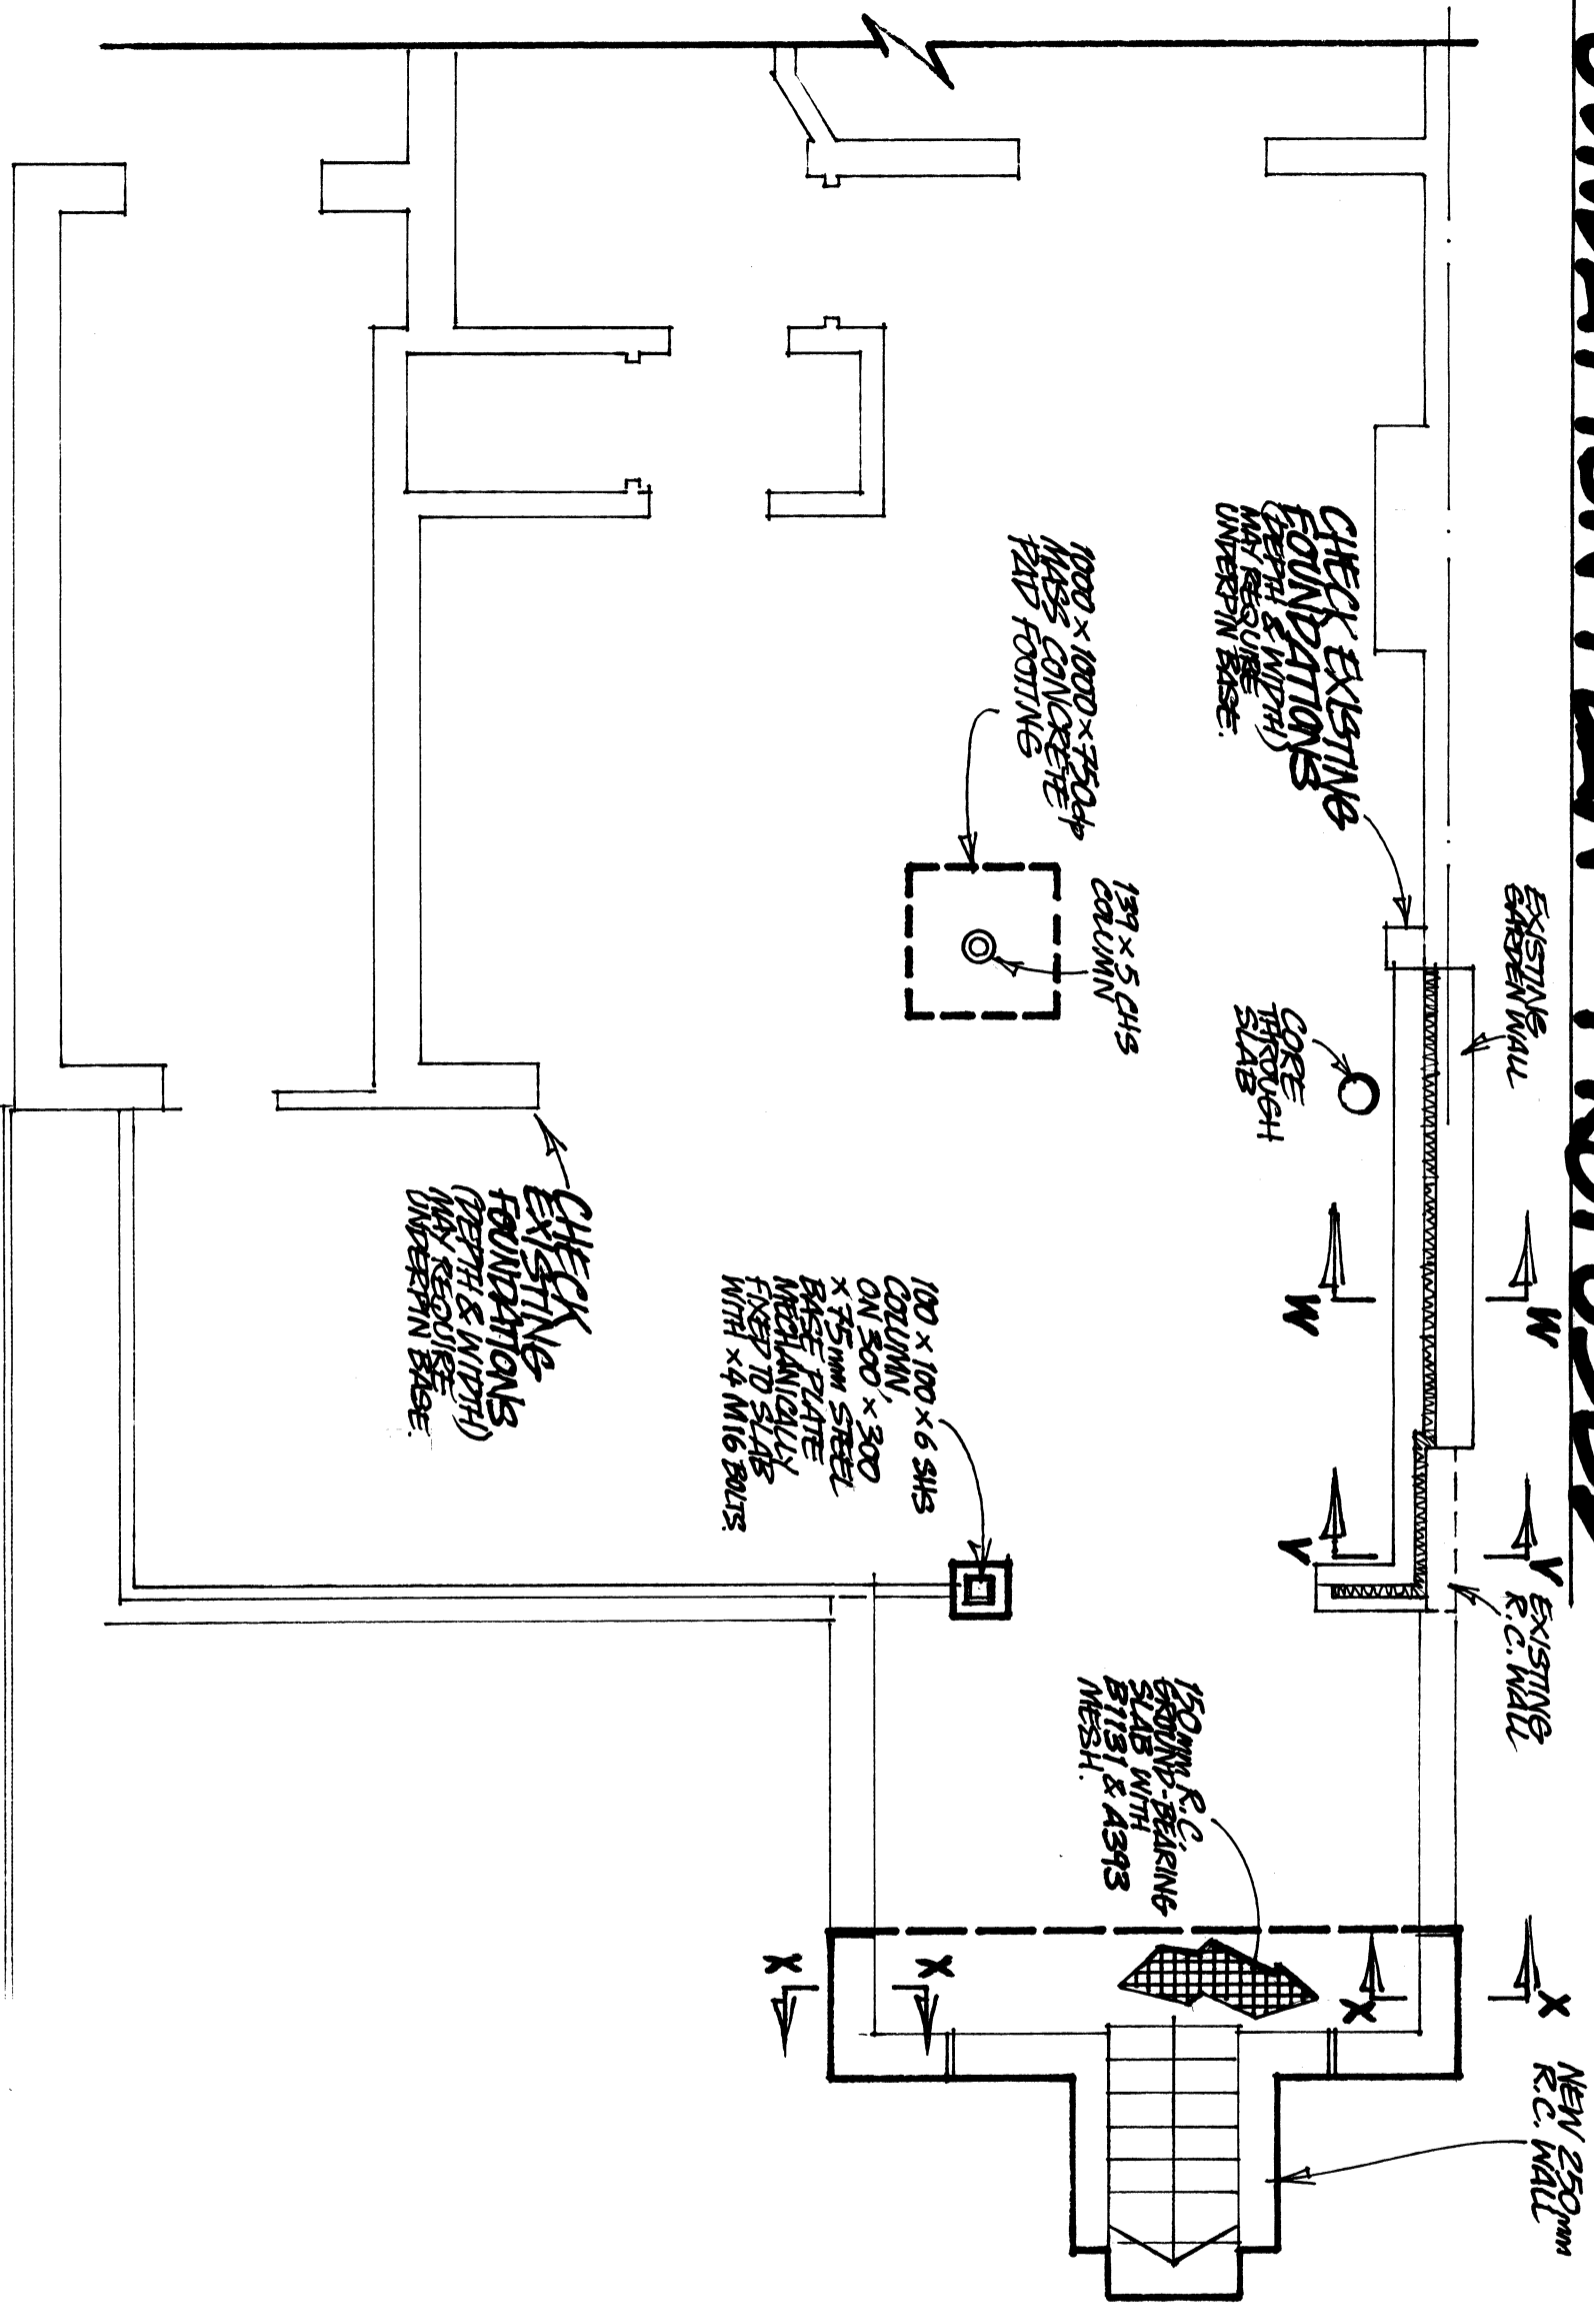 EXISTING
GARDEN WALL
EXISTING
R.C. WALL
NEW 250mm
R.C. WALL
W
W
V
V
X
X
X
X
CHECK EXISTING
FOUNDATIONS
(DEPTH & WIDTH)
MAY REQUIRE
UNDERPIN BASE.
CORE
THROUGH
SLAB
139 x 5 CHS
COLUMN
1000 x 1000 x 750dp
MASS CONCRETE
PAD FOOTING
150mm R.C.
GROUND-BEARING
SLAB WITH
B1131 & A393
MESH.
100 x 100 x 6 SHS
COLUMN,
ON 300 x 300
x 75mm STEEL
BASE PLATE
MECHANICALLY
FIXED TO SLAB
WITH x4 M16 BOLTS.
CHECK
EXISTING
FOUNDATIONS
(DEPTH & WIDTH)
MAY REQUIRE
UNDERPIN BASE.